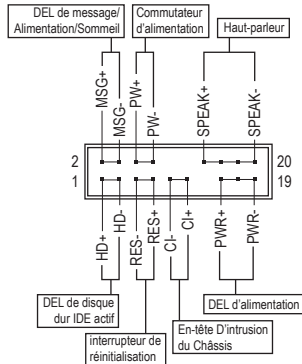 DEL de message/
Alimentation/Sommeil
Commutateur
d'alimentation
Haut-parleur
MSG+
MSG-
PW+
PW-
SPEAK+
SPEAK-
2
20
1
19
HD+
HD-
RES-
RES+
CI-
CI+
PWR+
PWR-
DEL de disque
dur IDE actif
interrupteur de
réinitialisation
En-tête D'intrusion
du Châssis
DEL d'alimentation